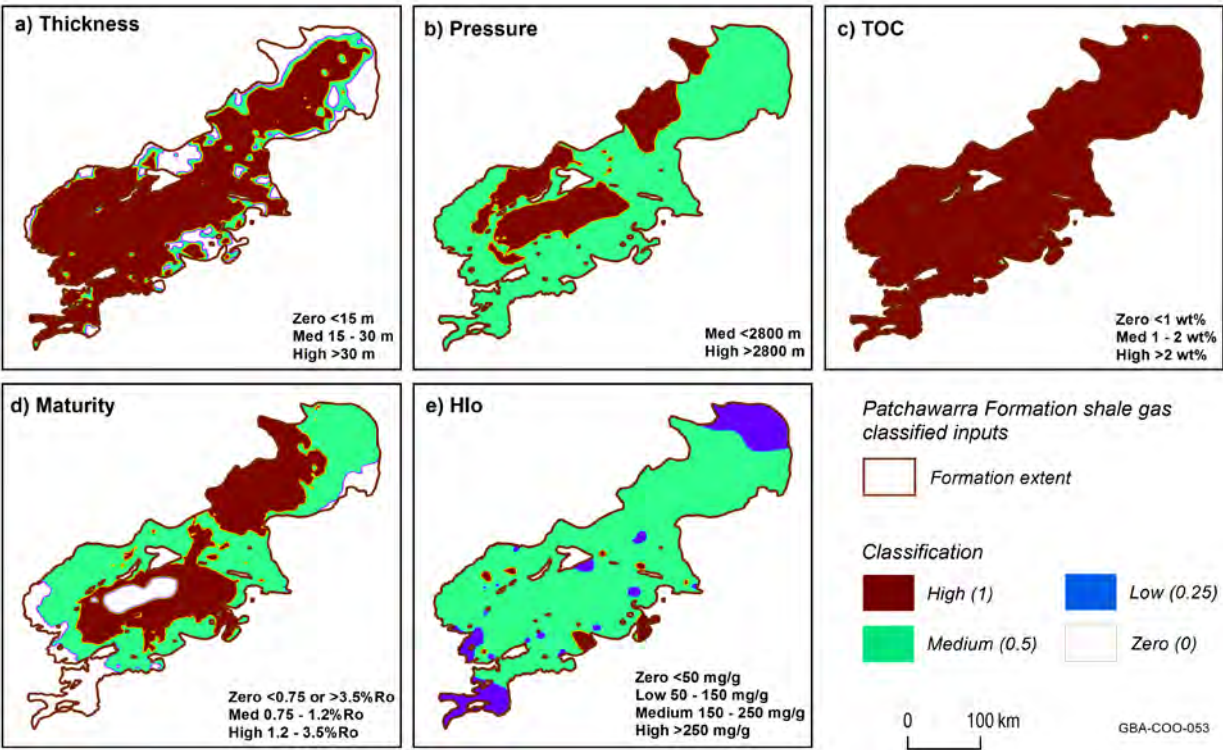 a) Thickness
Zero <15 m
Med 15 - 30 m
High >30 m
b) Pressure
Med <2800 m
High >2800 m
c) TOC
Zero <1 wt%
Med 1 - 2 wt%
High >2 wt%
d) Maturity
Zero <0.75 or >3.5%Ro
Med 0.75 - 1.2%Ro
High 1.2 - 3.5%Ro
e) HIo
Zero <50 mg/g
Low 50 - 150 mg/g
Medium 150 - 250 mg/g
High >250 mg/g
Patchawarra Formation shale gas
classified inputs
Formation extent
Classification
High (1)
Low (0.25)
Medium (0.5)
Zero (0)
0 100 km
GBA-COO-053